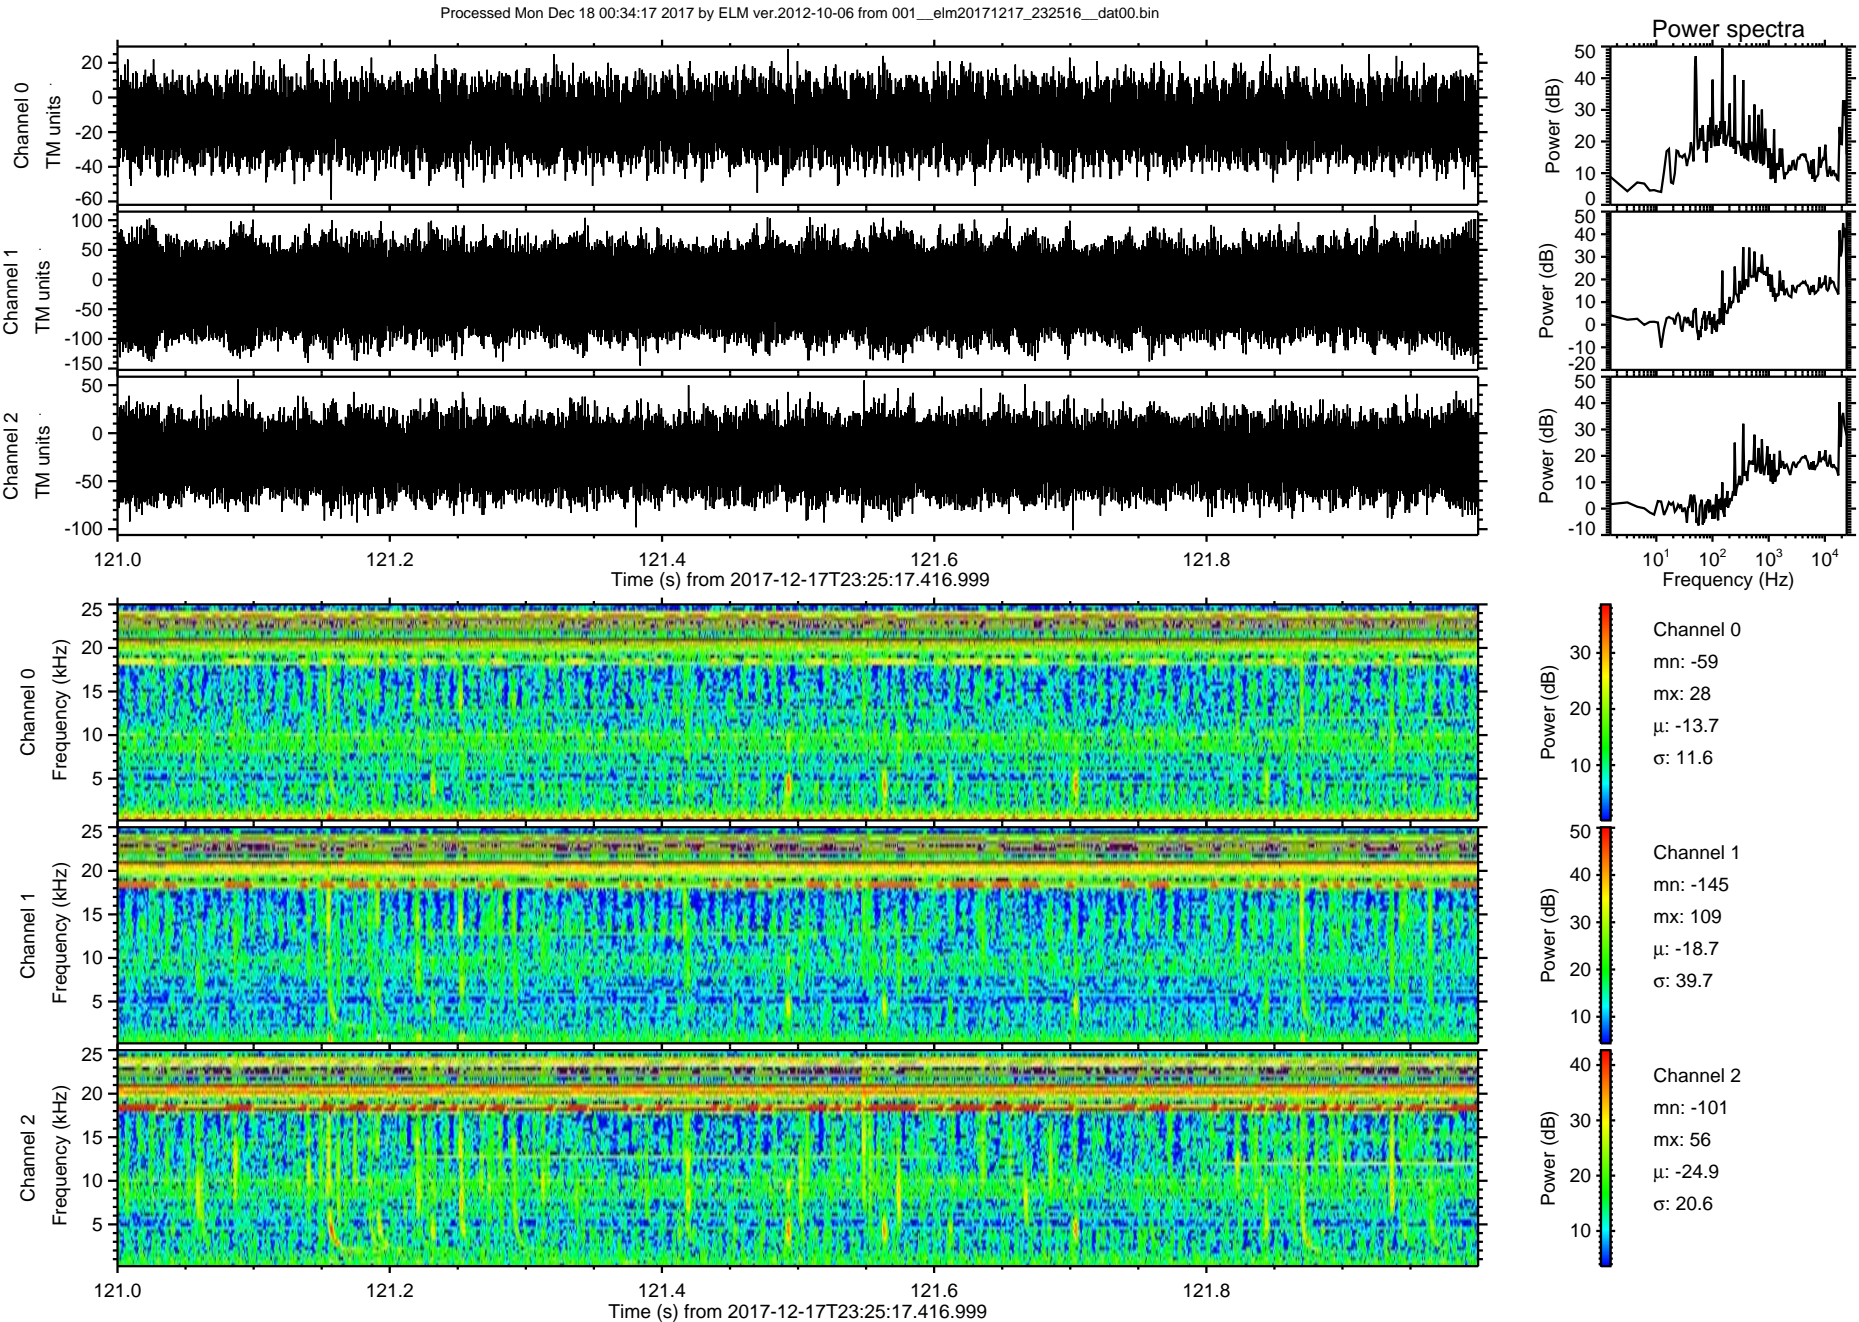 Processed Mon Dec 18 00:34:17 2017 by ELM ver.2012-10-06 from 001__elm20171217_232516__dat00.bin
Power spectra
Channel 0
TM units
20
0
-20
-40
-60
Power (dB)
50
40
30
20
10
0
Channel 1
TM units
100
50
0
-50
-100
-150
Power (dB)
50
40
30
20
10
0
-10
-20
Channel 2
TM units
50
0
-50
-100
Power (dB)
50
40
30
20
10
0
-10
121.0 121.2 121.4 121.6 121.8
Time (s) from 2017-12-17T23:25:17.416.999
10^1 10^2 10^3 10^4
Frequency (Hz)
Channel 0
Frequency (kHz)
25
20
15
10
5
Power (dB)
30
20
10
Channel 0
mn: -59
mx: 28
μ: -13.7
σ: 11.6
Channel 1
Frequency (kHz)
25
20
15
10
5
Power (dB)
50
40
30
20
10
Channel 1
mn: -145
mx: 109
μ: -18.7
σ: 39.7
Channel 2
Frequency (kHz)
25
20
15
10
5
Power (dB)
40
30
20
10
Channel 2
mn: -101
mx: 56
μ: -24.9
σ: 20.6
121.0 121.2 121.4 121.6 121.8
Time (s) from 2017-12-17T23:25:17.416.999